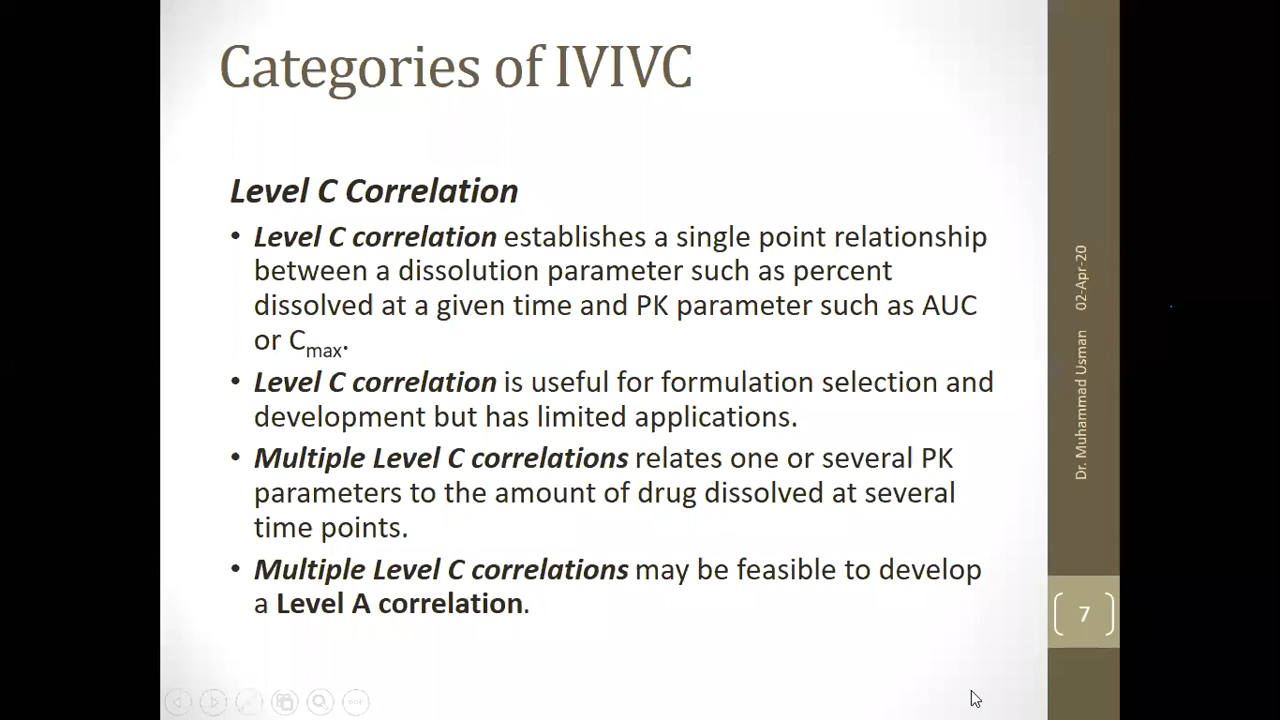 Categories of IVIVC
Level C Correlation
• Level C correlation establishes a single point relationship
between a dissolution parameter such as percent
dissolved at a given time and PK parameter such as AUC
or Cmax.
• Level C correlation is useful for formulation selection and
development but has limited applications.
• Multiple Level C correlations relates one or several PK
parameters to the amount of drug dissolved at several
time points.
• Multiple Level C correlations may be feasible to develop
a Level A correlation.
Dr. Muhammad Usman 02-Apr-20
7